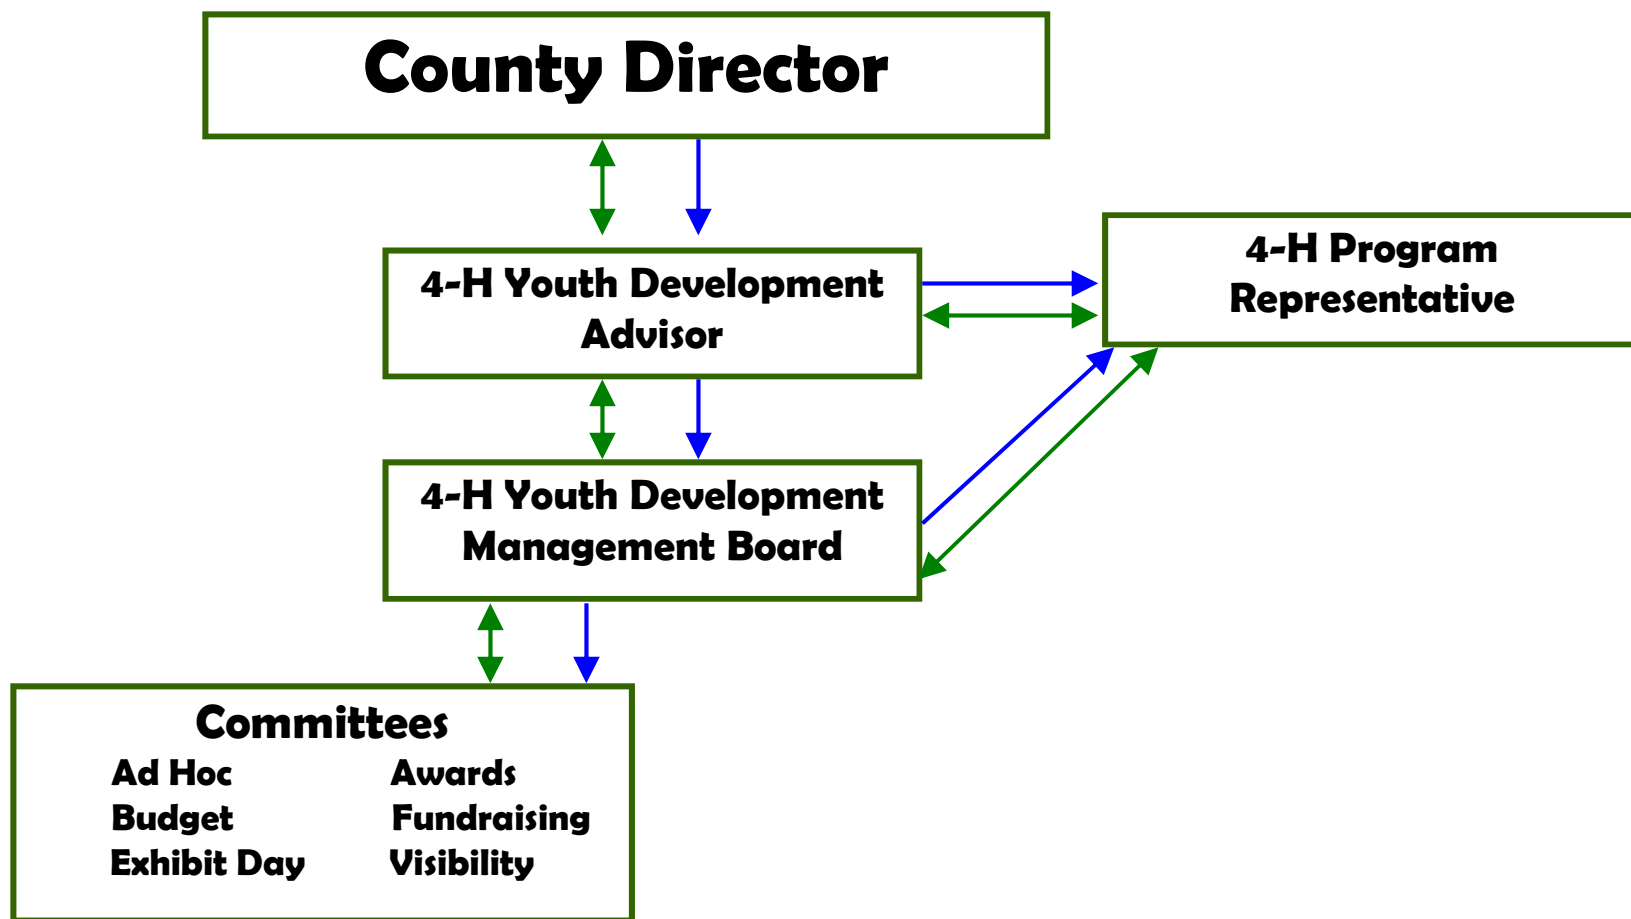 County Director
4-H Youth Development
Advisor
4-H Program
Representative
4-H Youth Development
Management Board
Committees
Ad Hoc Awards
Budget Fundraising
Exhibit Day Visibility